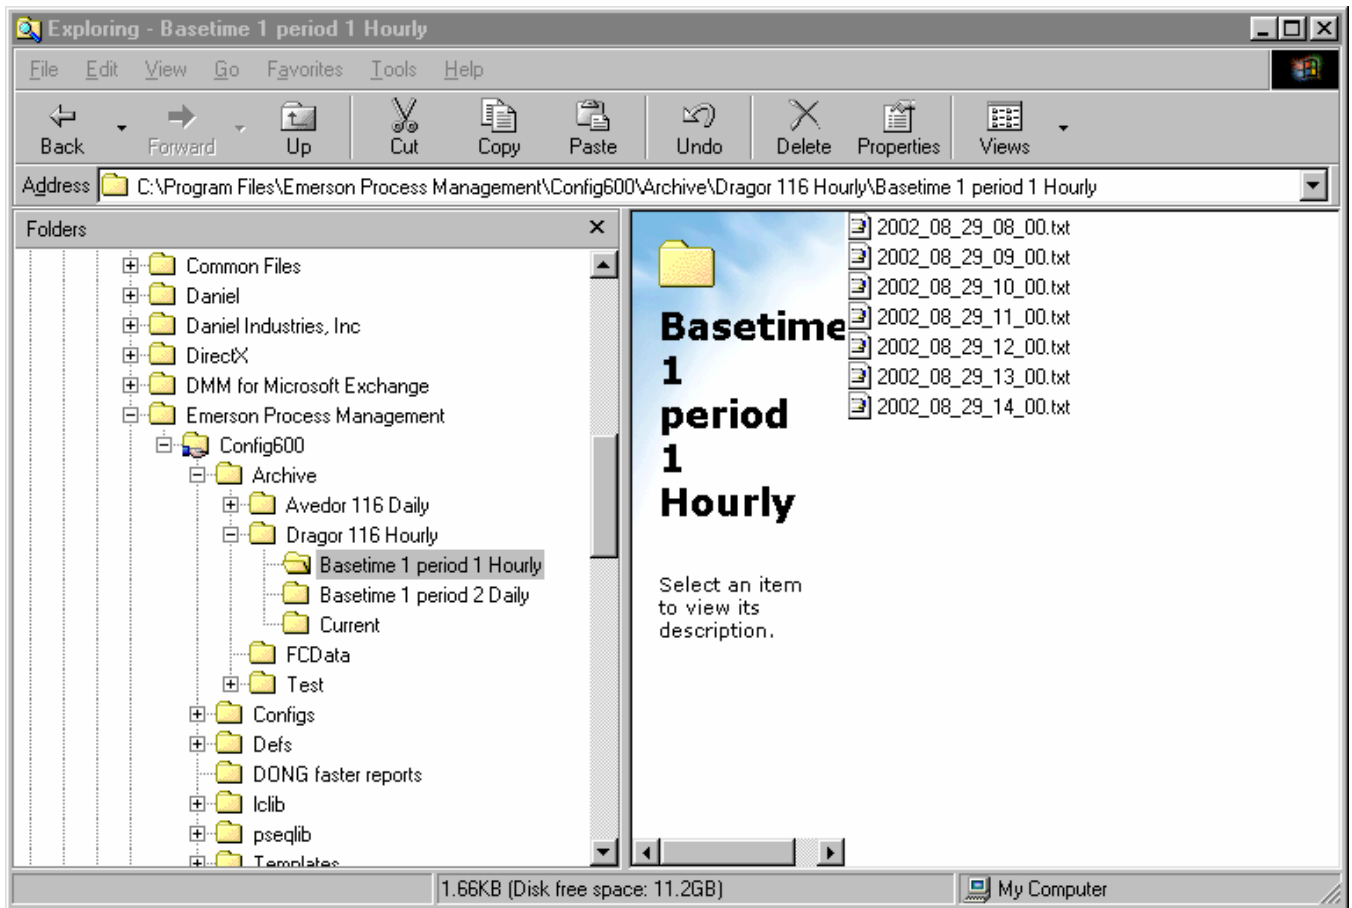 Exploring - Basetime 1 period 1 Hourly
File Edit View Go Favorites Tools Help
Back Forward Up Cut Copy Paste Undo Delete Properties Views
Address C:\Program Files\Emerson Process Management\Config600\Archive\Dragor 116 Hourly\Basetime 1 period 1 Hourly
Folders
Common Files
Daniel
Daniel Industries, Inc
DirectX
DMM for Microsoft Exchange
Emerson Process Management
Config600
Archive
Avedor 116 Daily
Dragor 116 Hourly
Basetime 1 period 1 Hourly
Basetime 1 period 2 Daily
Current
FCData
Test
Configs
Defs
DONG faster reports
lclib
pseqlib
Templates
Basetime
1
period
1
Hourly
Select an item
to view its
description.
2002_08_29_08_00.txt
2002_08_29_09_00.txt
2002_08_29_10_00.txt
2002_08_29_11_00.txt
2002_08_29_12_00.txt
2002_08_29_13_00.txt
2002_08_29_14_00.txt
1.66KB (Disk free space: 11.2GB)
My Computer